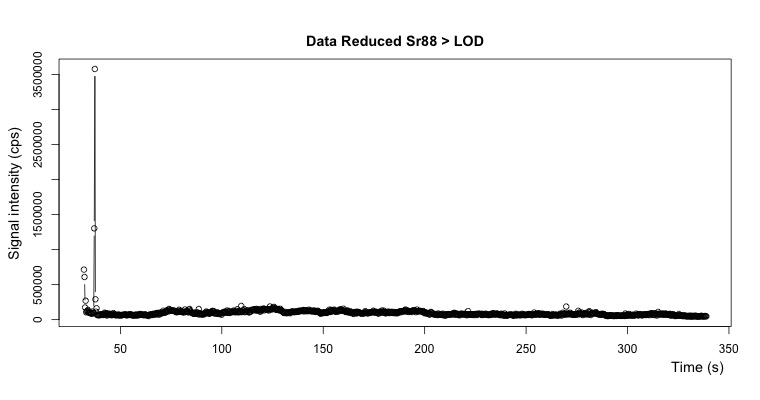 Data Reduced Sr88 > LOD
Signal intensity (cps)
3500000
2500000
1500000
500000
0
50 100 150 200 250 300 350
Time (s)